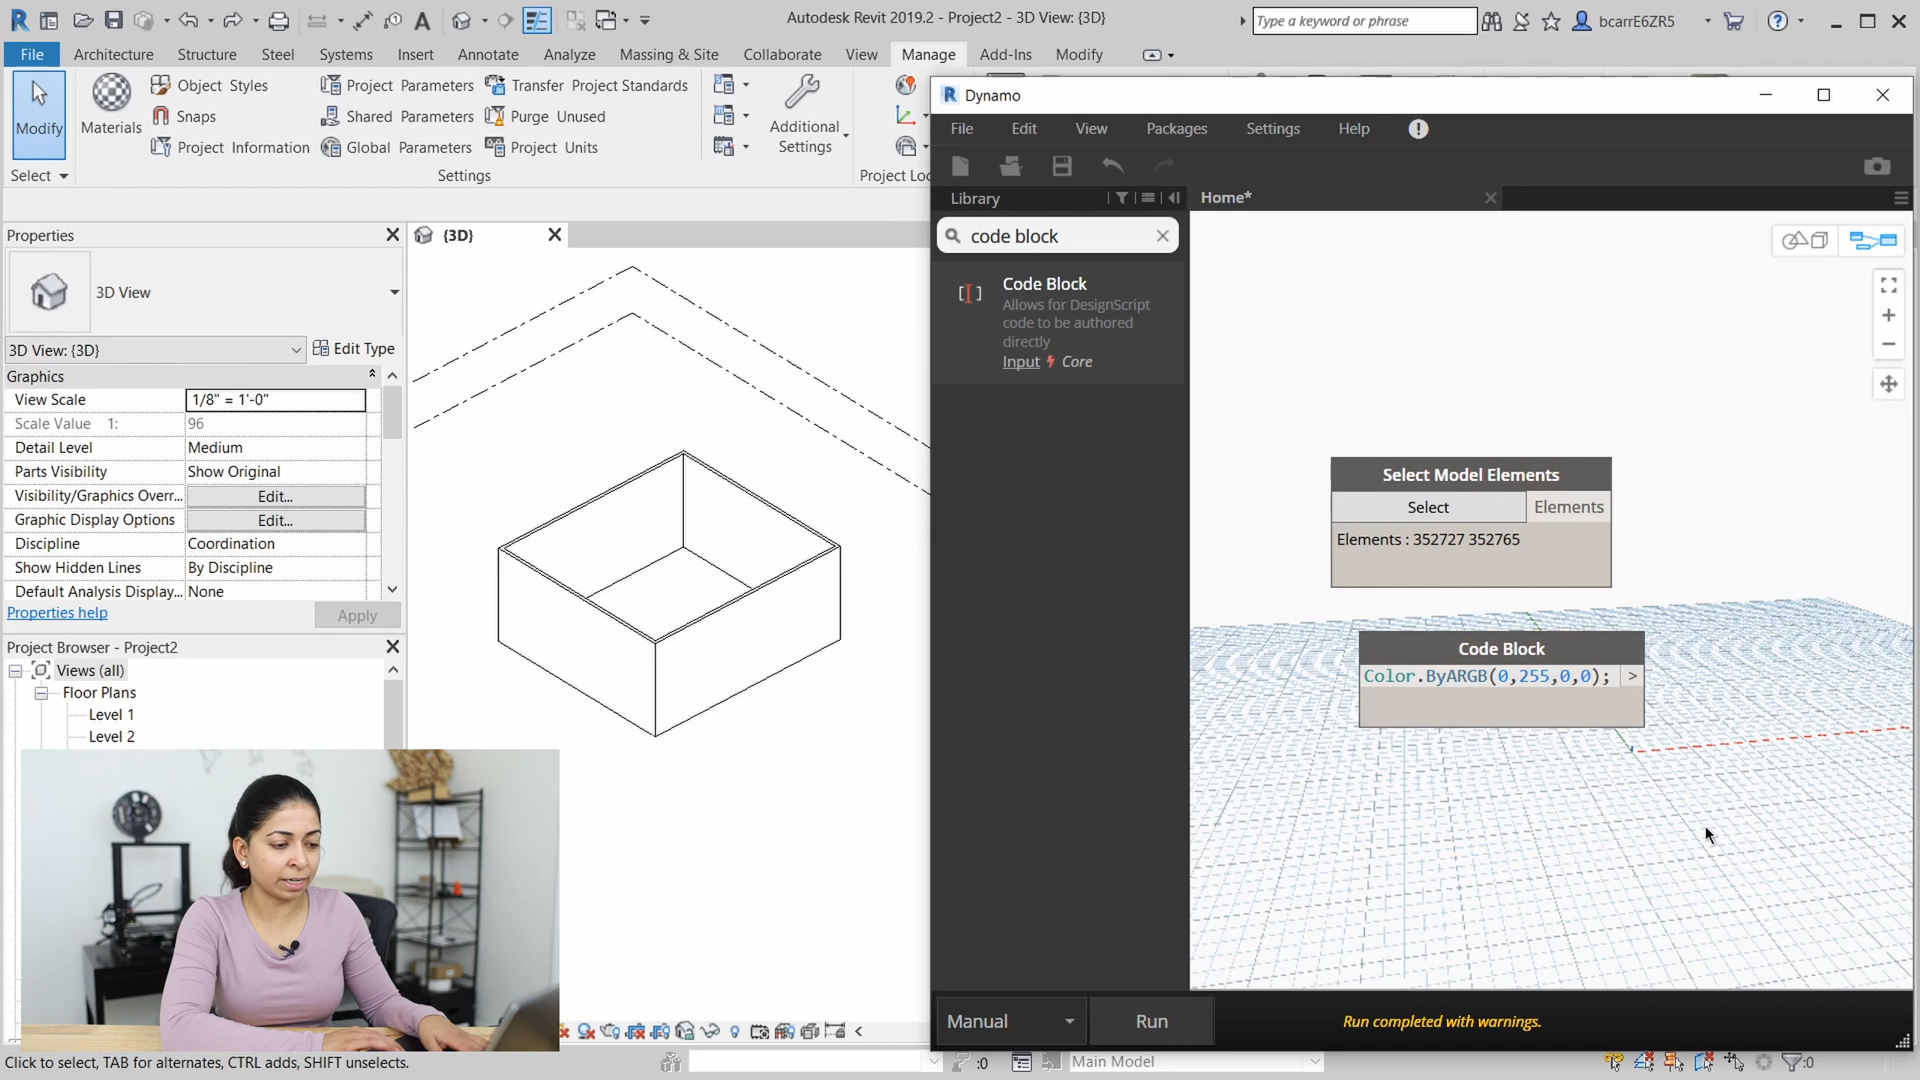 Autodesk Revit 2019.2 - Project2 - 3D View: {3D}
Type a keyword or phrase
bcarrE6ZR5
File
Architecture
Structure
Steel
Systems
Insert
Annotate
Analyze
Massing & Site
Collaborate
View
Manage
Add-Ins
Modify
Modify
Materials
Object Styles
Snaps
Project Information
Project Parameters
Shared Parameters
Global Parameters
Transfer Project Standards
Purge Unused
Project Units
Additional
Settings
Select
Settings
Project Loc
Properties
{3D}
3D View
3D View: {3D}
Edit Type
Graphics
View Scale
1/8" = 1'-0"
Scale Value 1:
96
Detail Level
Medium
Parts Visibility
Show Original
Visibility/Graphics Overr...
Edit...
Graphic Display Options
Edit...
Discipline
Coordination
Show Hidden Lines
By Discipline
Default Analysis Display...
None
Properties help
Apply
Project Browser - Project2
Views (all)
Floor Plans
Level 1
Level 2
Dynamo
File
Edit
View
Packages
Settings
Help
Library
Home*
code block
Code Block
Allows for DesignScript
code to be authored
directly
Input
Core
Select Model Elements
Select
Elements
Elements : 352727 352765
Code Block
Color.ByARGB(0,255,0,0);
>
Manual
Run
Run completed with warnings.
Click to select, TAB for alternates, CTRL adds, SHIFT unselects.
:0
Main Model
:0